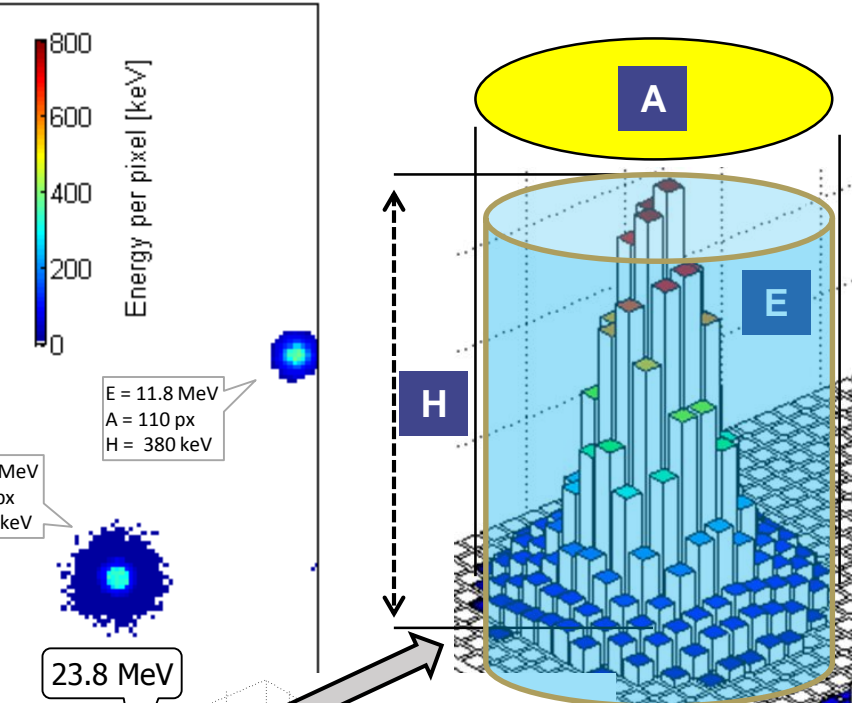 800
600
400
200
0
Energy per pixel [keV]
A
E
H
E = 11.8 MeV
A = 110 px
H =  380 keV
MeV
px
keV
23.8 MeV